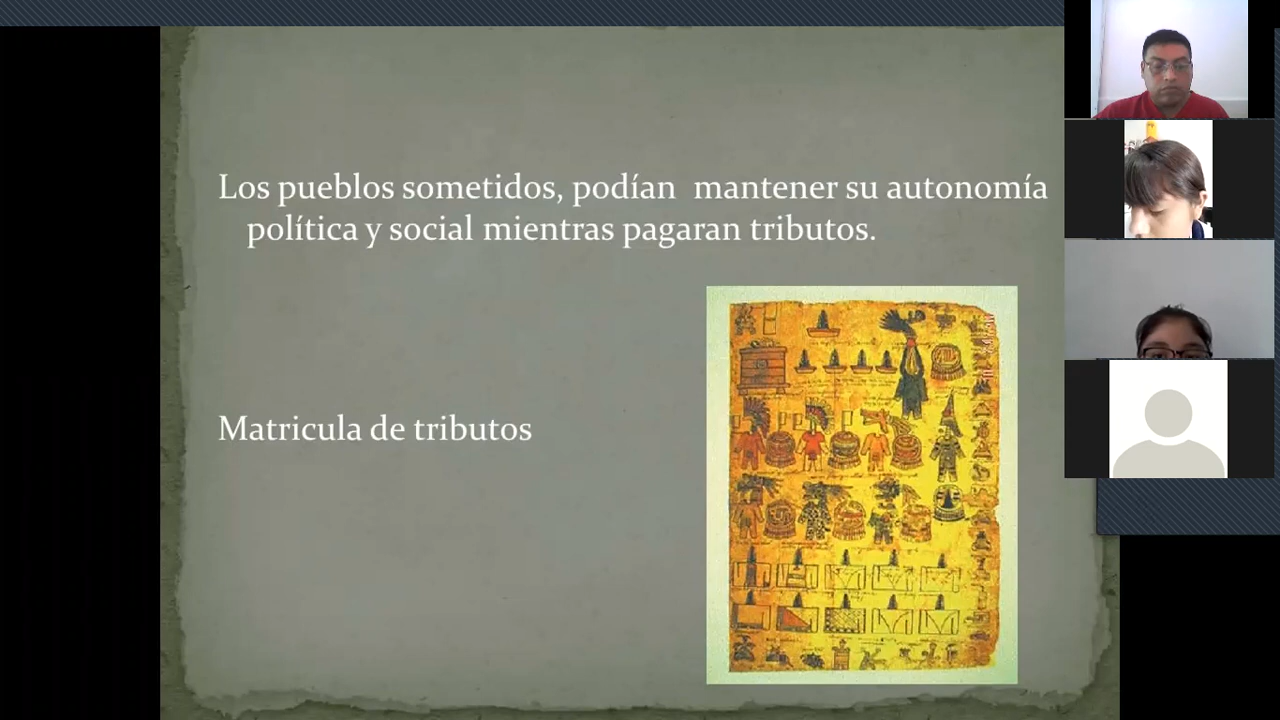 Los pueblos sometidos, podían mantener su autonomía
política y social mientras pagaran tributos.
Matricula de tributos